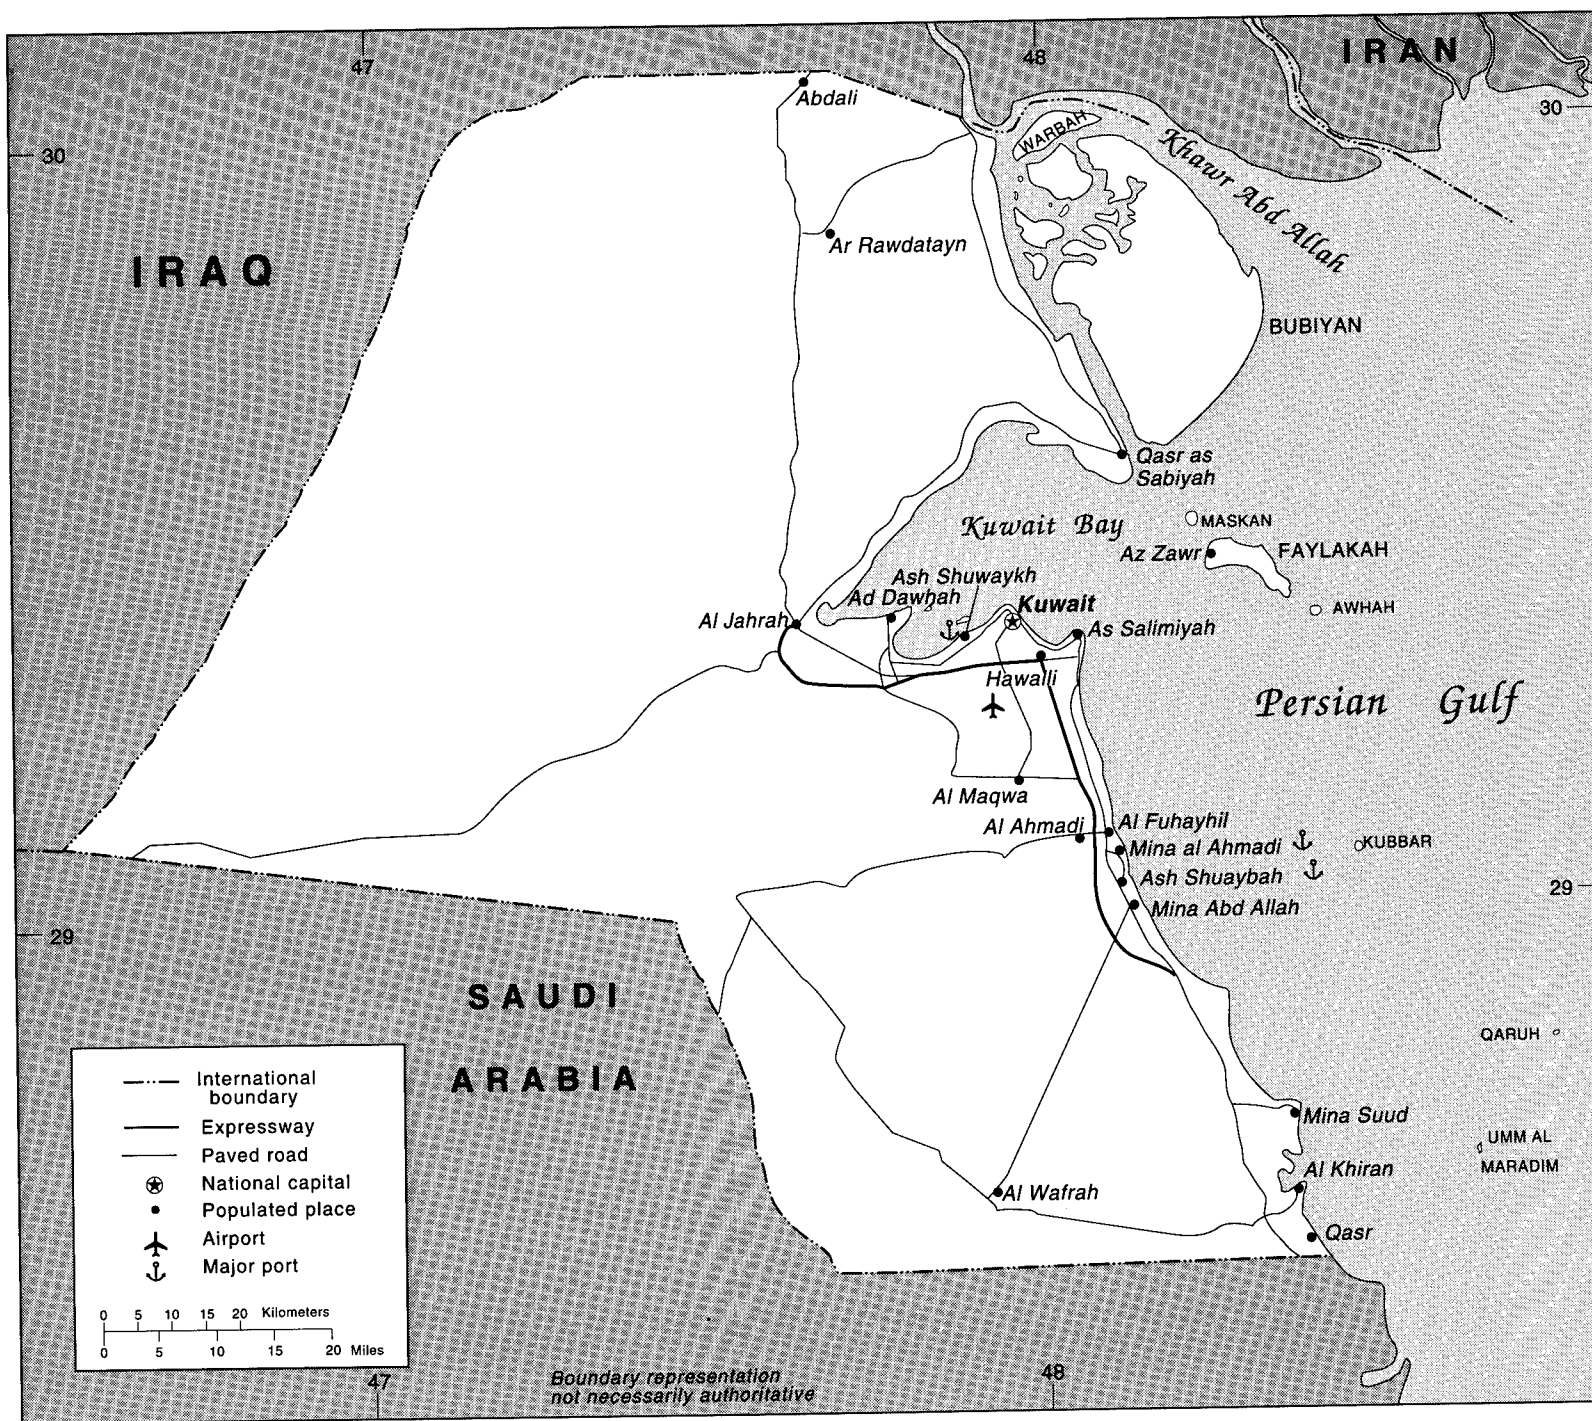 47
48
IRAN
30
Abdali
WARBAH
30
Khawr Abd Allah
Ar Rawdatayn
IRAQ
BUBIYAN
Qasr as
Sabiyah
Kuwait Bay
MASKAN
Az Zawr
FAYLAKAH
Ash Shuwaykh
Ad Dawhah
Kuwait
AWHAH
Al Jahrah
As Salimiyah
Hawalli
Persian Gulf
Al Maqwa
Al Ahmadi
Al Fuhayhil
Mina al Ahmadi
KUBBAR
Ash Shuaybah
29
Mina Abd Allah
29
SAUDI
ARABIA
QARUH
Mina Suud
UMM AL
MARADIM
Al Khiran
Al Wafrah
Qasr
International
boundary
Expressway
Paved road
National capital
Populated place
Airport
Major port
0 5 10 15 20 Kilometers
0 5 10 15 20 Miles
47
48
Boundary representation
not necessarily authoritative